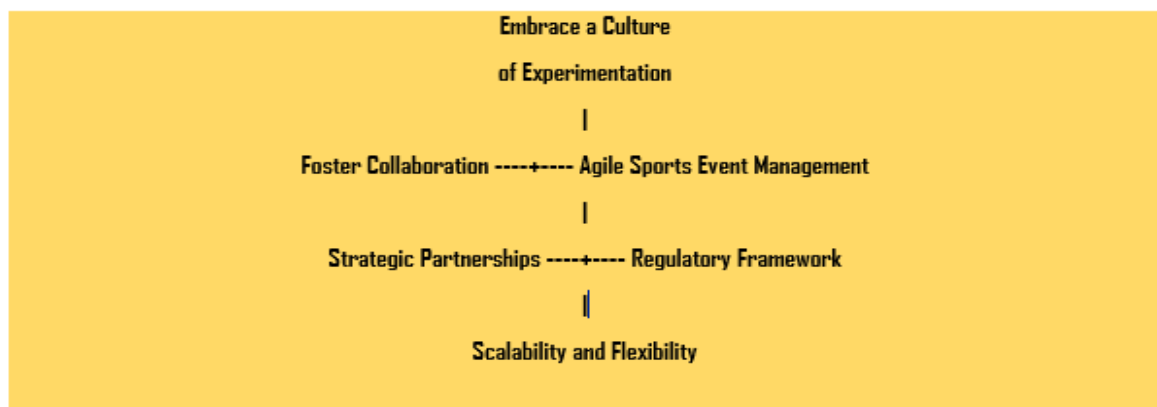 Embrace a Culture
of Experimentation
|
Foster Collaboration ----+---- Agile Sports Event Management
|
Strategic Partnerships ----+---- Regulatory Framework
|
Scalability and Flexibility